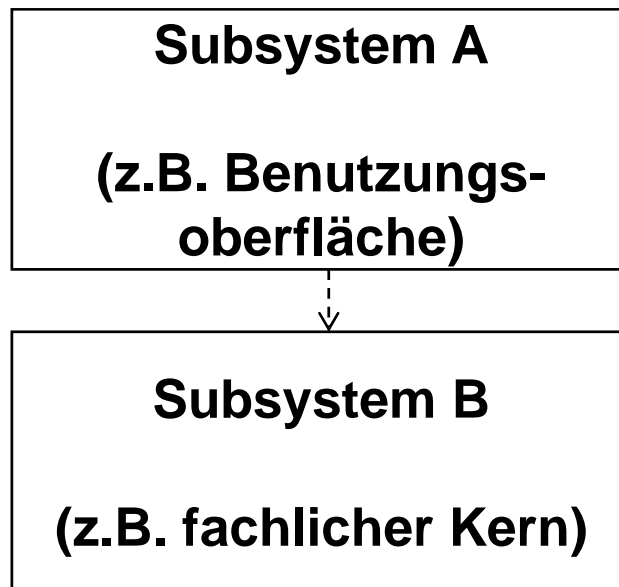 Subsystem A
(z.B. Benutzungs-
oberfläche)
Subsystem B
(z.B. fachlicher Kern)